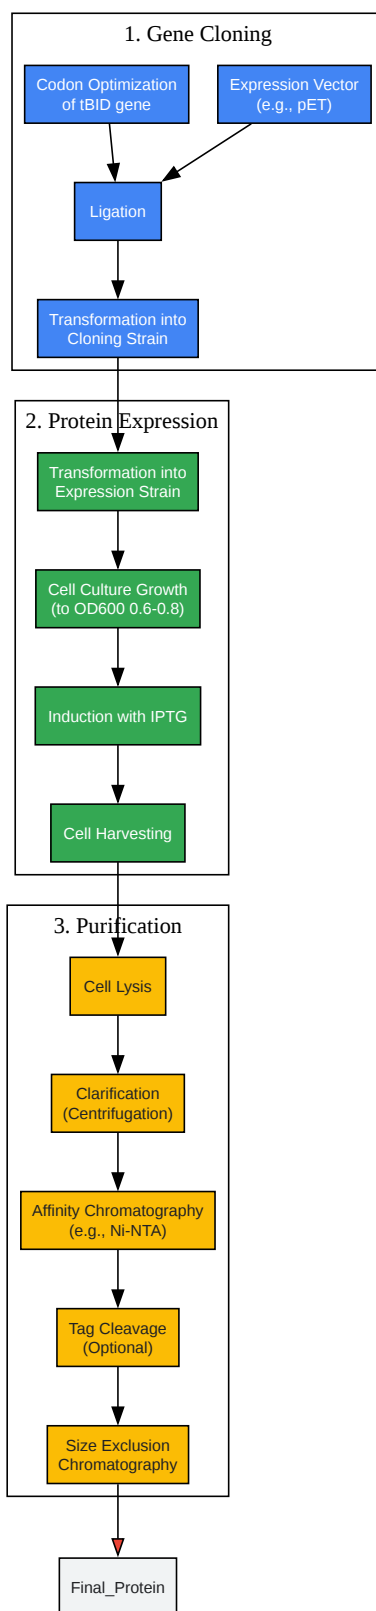 1. Gene Cloning
Codon Optimization
of tBID gene
Expression Vector
(e.g., pET)
Ligation
Transformation into
Cloning Strain
2. Protein Expression
Transformation into
Expression Strain
Cell Culture Growth
(to OD600 0.6-0.8)
Induction with IPTG
Cell Harvesting
3. Purification
Cell Lysis
Clarification
(Centrifugation)
Affinity Chromatography
(e.g., Ni-NTA)
Tag Cleavage
(Optional)
Size Exclusion
Chromatography
Final_Protein